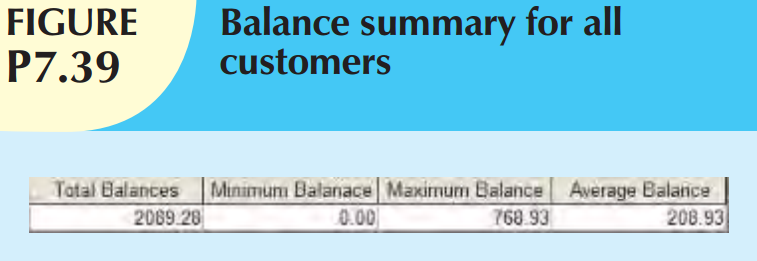 FIGURE
P7.39
Balance summary for all
customers
Total Balances Minimum Balanace Maximum Balance Average Balance
2089.28 0.00 768.93 208.93